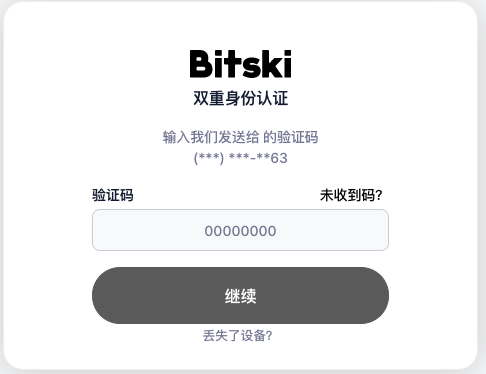 Bitski
双重身份认证
输入我们发送给 的验证码
(***) ***-**63
验证码 未收到码?
00000000
继续
丢失了设备?